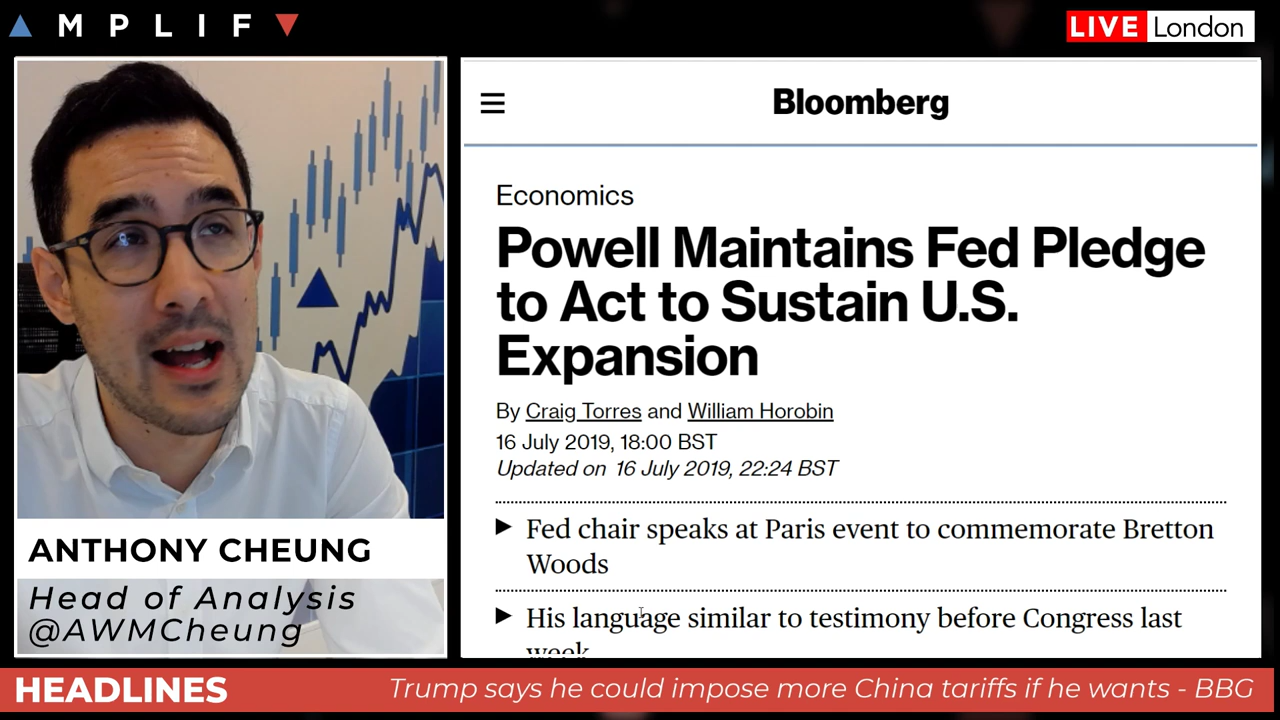 AMPLIFY
LIVE London
Bloomberg
Economics
Powell Maintains Fed Pledge
to Act to Sustain U.S.
Expansion
By Craig Torres and William Horobin
16 July 2019, 18:00 BST
Updated on 16 July 2019, 22:24 BST
▶ Fed chair speaks at Paris event to commemorate Bretton
Woods
▶ His language similar to testimony before Congress last
week
ANTHONY CHEUNG
Head of Analysis
@AWMCheung
HEADLINES Trump says he could impose more China tariffs if he wants - BBG